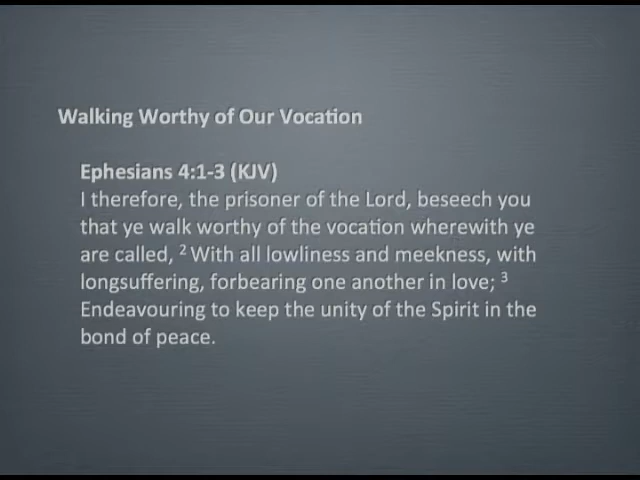 Walking Worthy of Our Vocation
Ephesians 4:1-3 (KJV)
I therefore, the prisoner of the Lord, beseech you
that ye walk worthy of the vocation wherewith ye
are called, 2 With all lowliness and meekness, with
longsuffering, forbearing one another in love; 3
Endeavouring to keep the unity of the Spirit in the
bond of peace.